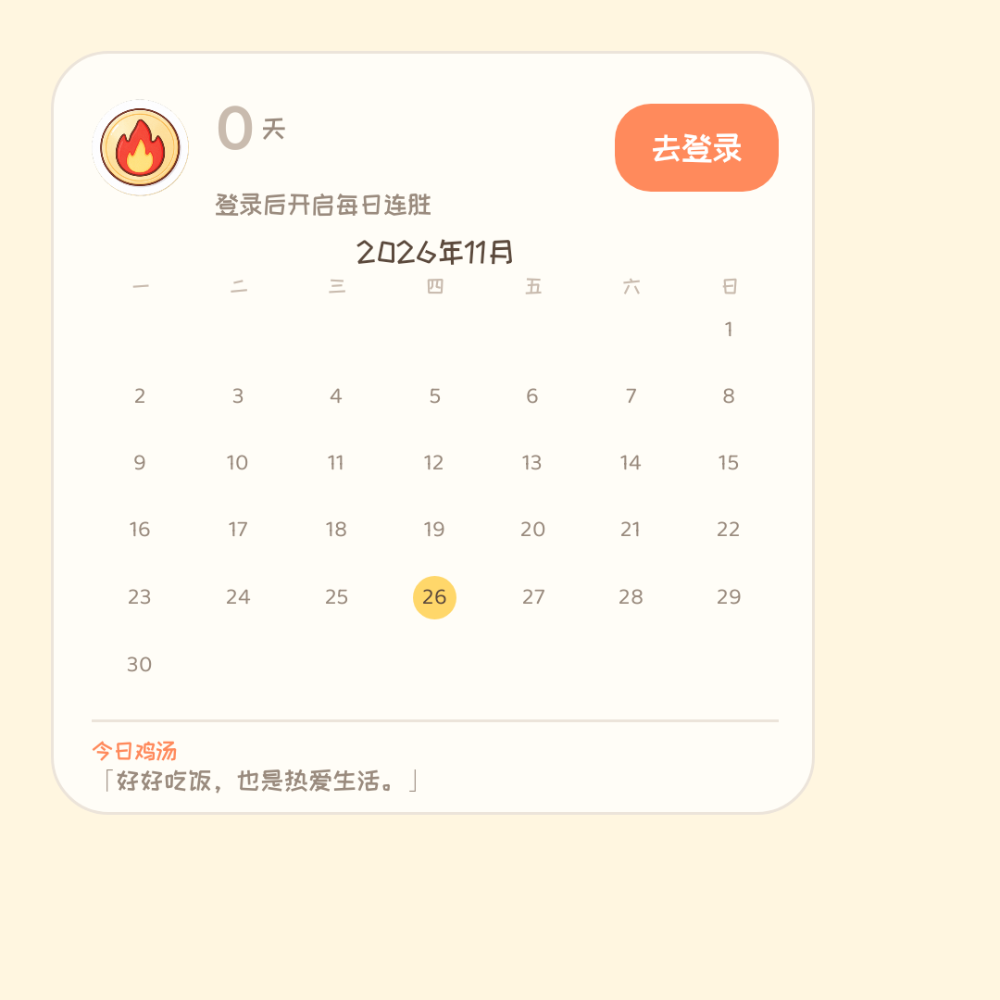 0 天
去登录
登录后开启每日连胜
2026年11月
一 二 三 四 五 六 日
1
2 3 4 5 6 7 8
9 10 11 12 13 14 15
16 17 18 19 20 21 22
23 24 25 26 27 28 29
30
今日鸡汤
「好好吃饭，也是热爱生活。」